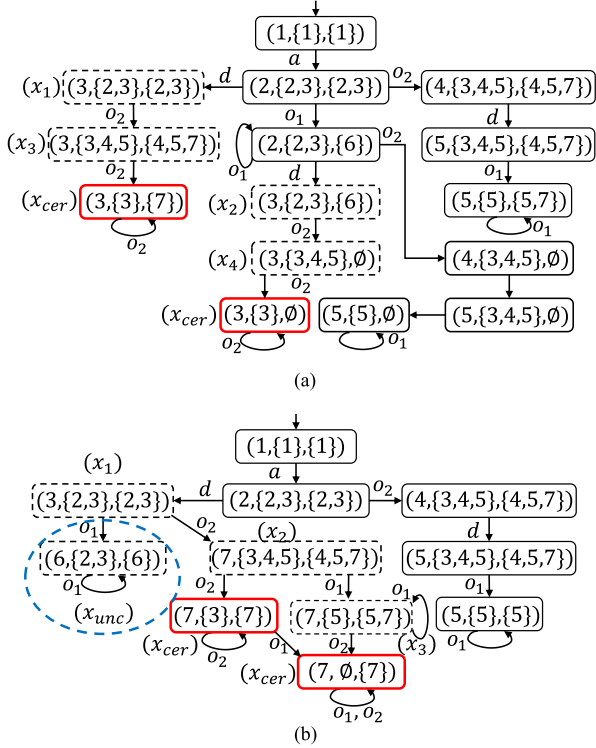 (1,{1},{1})
a
(x₁) (3,{2,3},{2,3}) d (2,{2,3},{2,3}) o₂ (4,{3,4,5},{4,5,7})
o₂ o₁ d
(x₃) (3,{3,4,5},{4,5,7}) (2,{2,3},{6}) o₂ (5,{3,4,5},{4,5,7})
o₂ o₁ d o₁
(x_cer) (3,{3},{7}) (x₂) (3,{2,3},{6}) (5,{5},{5,7})
o₂ o₂ o₁
(x₄) (3,{3,4,5},∅) (4,{3,4,5},∅)
o₂
(x_cer) (3,{3},∅) (5,{5},∅) (5,{3,4,5},∅)
o₂ o₁
(a)
(1,{1},{1})
(x₁) a
(3,{2,3},{2,3}) d (2,{2,3},{2,3}) o₂ (4,{3,4,5},{4,5,7})
o₁ o₂ (x₂) d
(6,{2,3},{6}) (7,{3,4,5},{4,5,7}) (5,{3,4,5},{4,5,7})
o₁ o₂ o₁ o₁ o₁
(x_unc) (7,{3},{7}) (7,{5},{5,7}) (5,{5},{5})
(x_cer) o₂ o₁ o₂ (x₃) o₁
(x_cer) (7, ∅,{7})
o₁, o₂
(b)